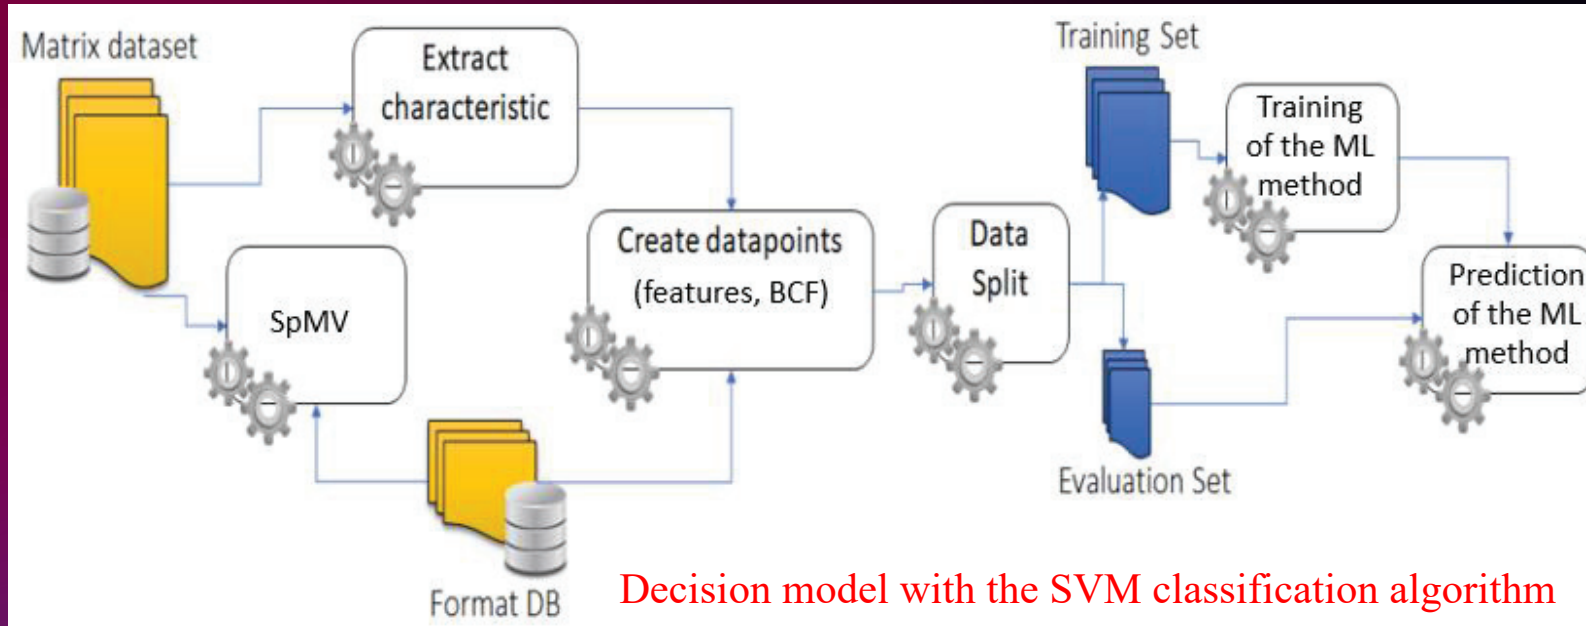 Matrix dataset
Extract
characteristic
SpMV
Format DB
Create datapoints
(features, BCF)
Data
Split
Training Set
Training
of the ML
method
Evaluation Set
Prediction
of the ML
method
Decision model with the SVM classification algorithm